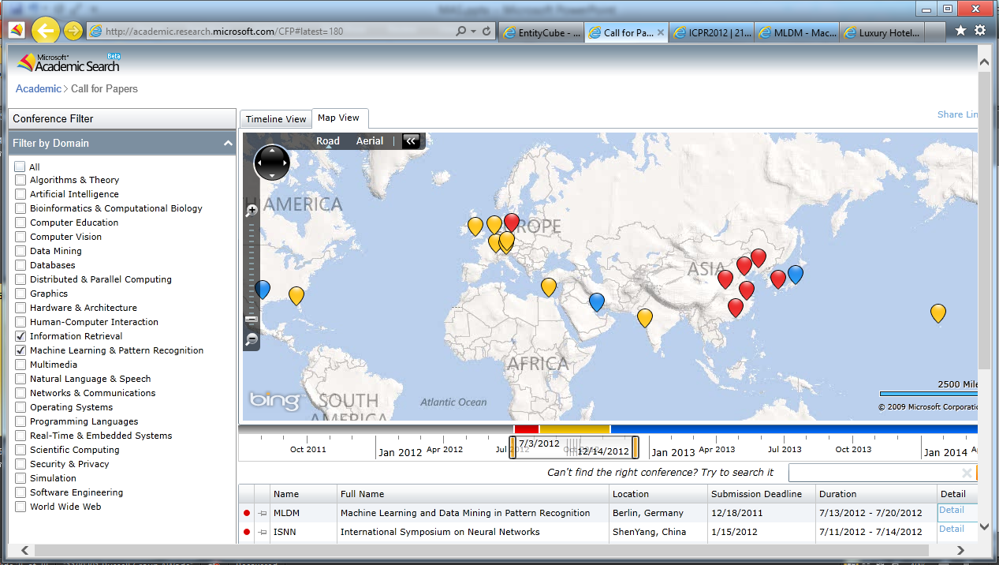 MAS.pptx - Microsoft PowerPoint
http://academic.research.microsoft.com/CFP#latest=180
EntityCube - ...
Call for Pa...
ICPR2012 | 21...
MLDM - Mac...
Luxury Hotel...
Microsoft
Academic Search
Beta
Academic > Call for Papers
Conference Filter
Filter by Domain
All
Algorithms & Theory
Artificial Intelligence
Bioinformatics & Computational Biology
Computer Education
Computer Vision
Data Mining
Databases
Distributed & Parallel Computing
Graphics
Hardware & Architecture
Human-Computer Interaction
Information Retrieval
Machine Learning & Pattern Recognition
Multimedia
Natural Language & Speech
Networks & Communications
Operating Systems
Programming Languages
Real-Time & Embedded Systems
Scientific Computing
Security & Privacy
Simulation
Software Engineering
World Wide Web
Timeline View
Map View
Share Lin
Road Aerial |
H AMERICA
EUROPE
ASIA
AFRICA
SOUTH
AMERICA
Atlantic Ocean
bing
2500 Mile
© 2009 Microsoft Corporatio
Oct 2011
Jan 2012
Apr 2012
Jul 2012
7/3/2012
Oct 2012
12/14/2012
Jan 2013
Apr 2013
Jul 2013
Oct 2013
Jan 2014
Can't find the right conference? Try to search it
Name Full Name Location Submission Deadline Duration Detail
MLDM Machine Learning and Data Mining in Pattern Recognition Berlin, Germany 12/18/2011 7/13/2012 - 7/20/2012 Detail
ISNN International Symposium on Neural Networks ShenYang, China 1/15/2012 7/11/2012 - 7/14/2012 Detail